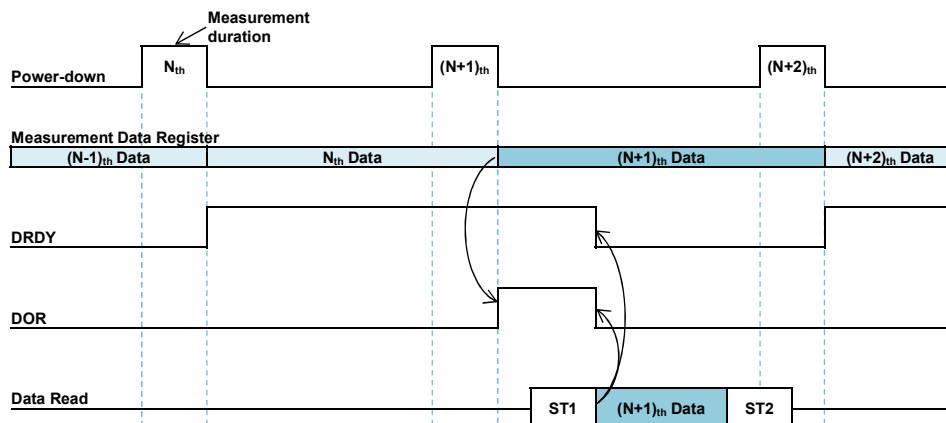 Measurement
duration
Power-down
Nth
(N+1)th
(N+2)th
Measurement Data Register
(N-1)th Data
Nth Data
(N+1)th Data
(N+2)th Data
DRDY
DOR
Data Read
ST1
(N+1)th Data
ST2